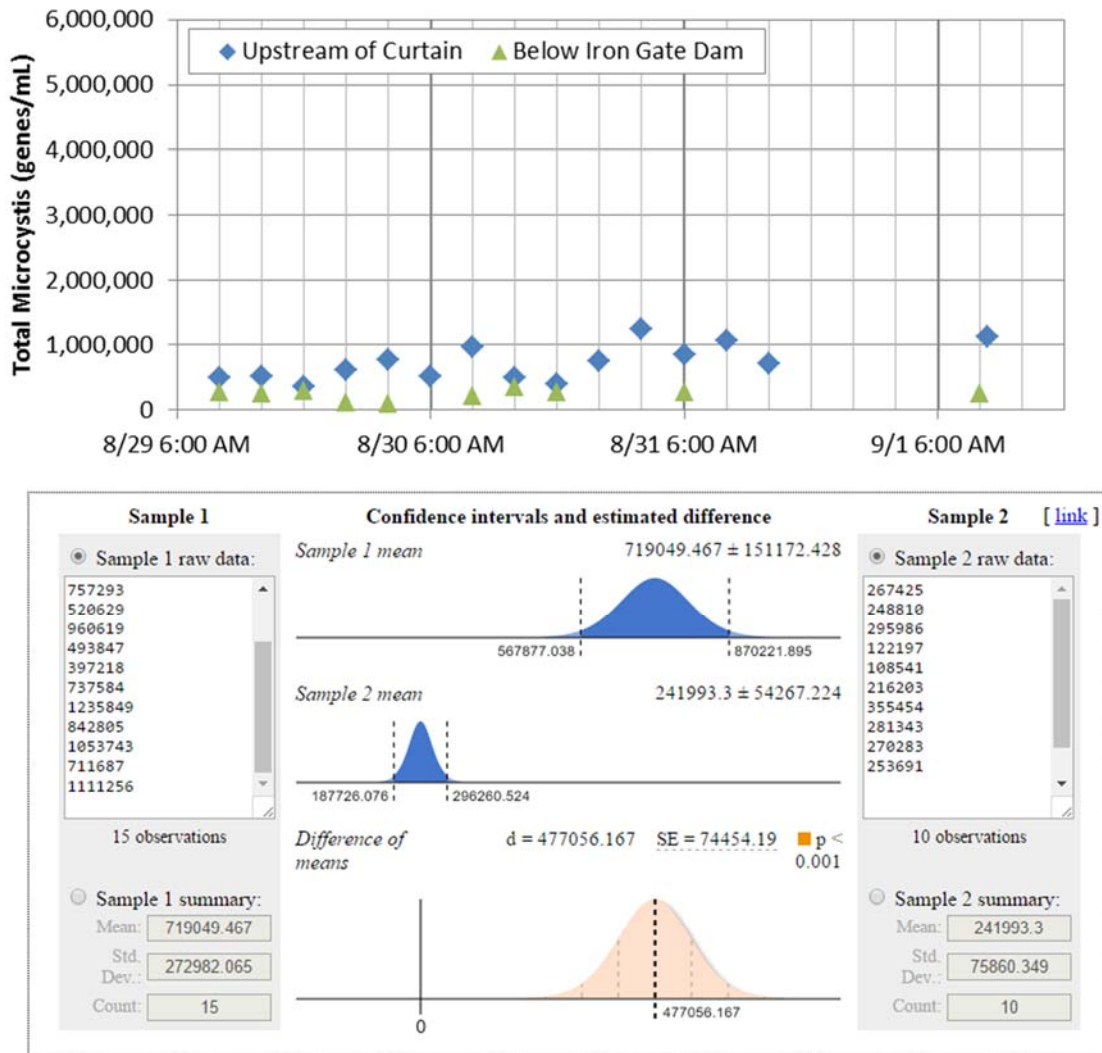 6,000,000
5,000,000
4,000,000
3,000,000
2,000,000
1,000,000
0
Total Microcystis (genes/mL)
Upstream of Curtain Below Iron Gate Dam
8/29 6:00 AM 8/30 6:00 AM 8/31 6:00 AM 9/1 6:00 AM
Sample 1
Sample 1 raw data:
757293
520629
960619
493847
397218
737584
1235849
842805
1053743
711687
1111256
15 observations
Sample 1 summary:
Mean: 719049.467
Std.
Dev.: 272982.065
Count: 15
Confidence intervals and estimated difference
Sample 1 mean 719049.467 ± 151172.428
567877.038 870221.895
Sample 2 mean 241993.3 ± 54267.224
187726.076 296260.524
Difference of means d = 477056.167 SE = 74454.19 p < 0.001
477056.167
0
Sample 2 [ link ]
Sample 2 raw data:
267425
248810
295986
122197
108541
216203
355454
281343
270283
253691
10 observations
Sample 2 summary:
Mean: 241993.3
Std.
Dev.: 75860.349
Count: 10